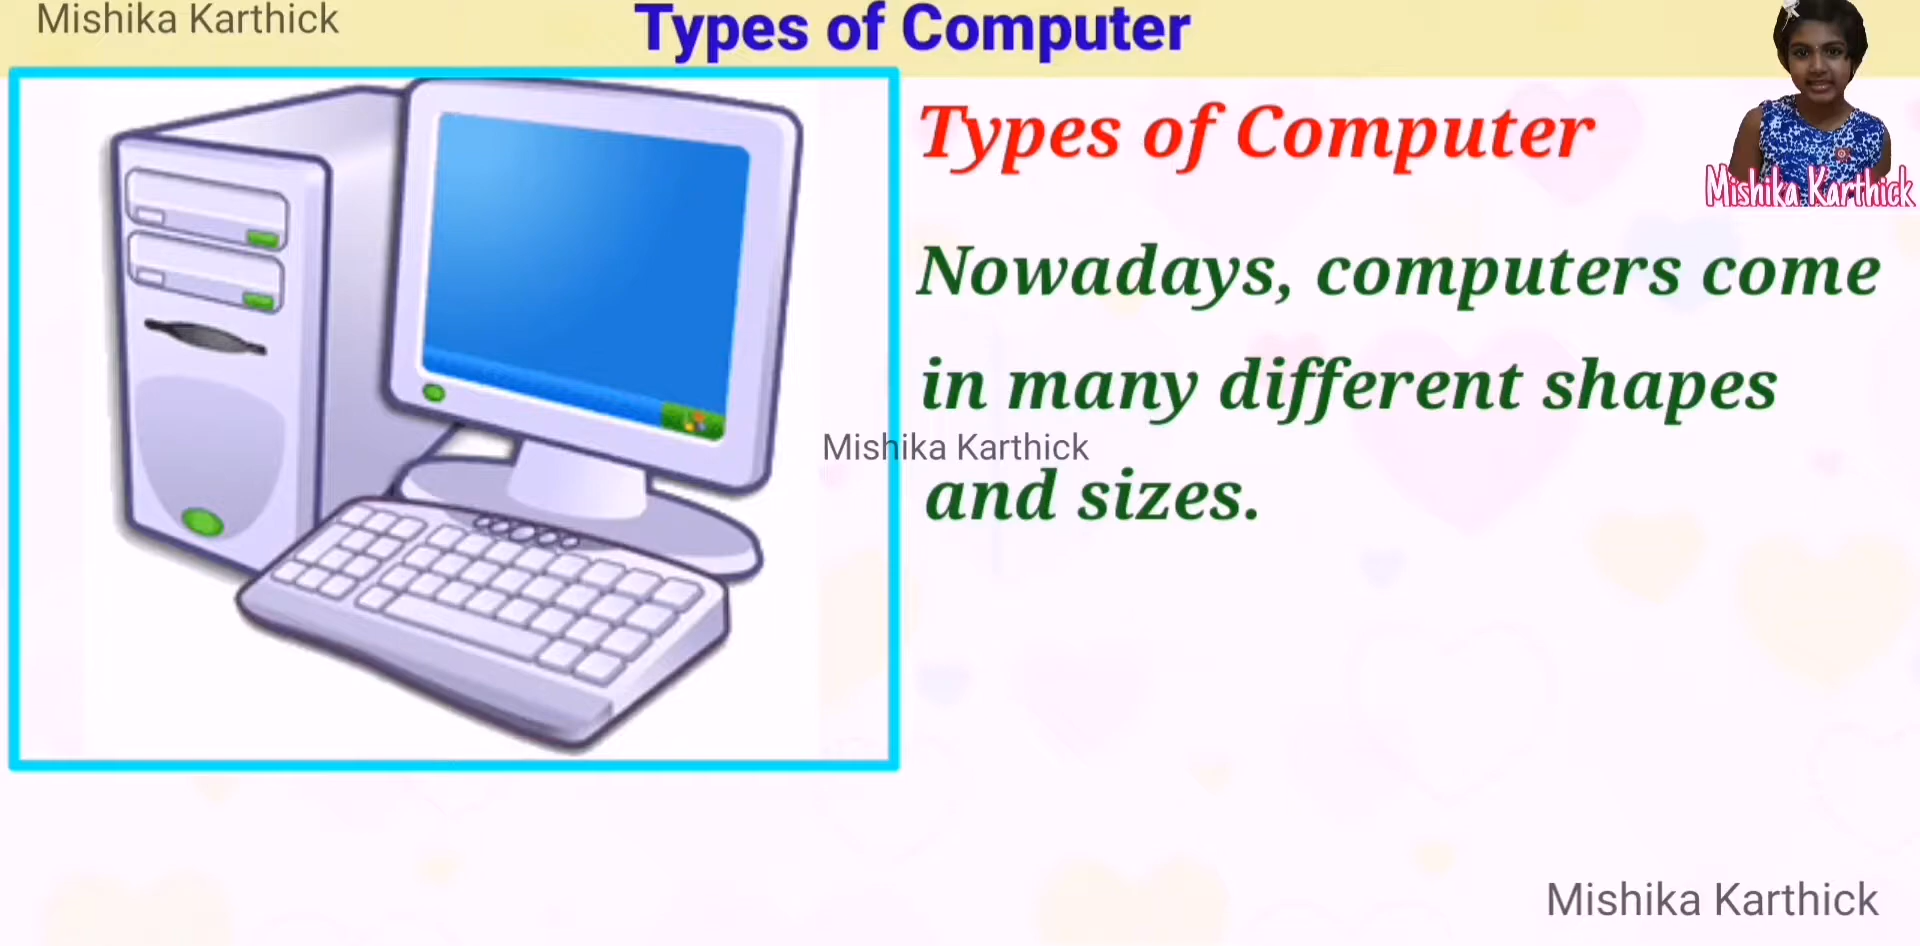 Mishika Karthick
Types of Computer
Types of Computer
Mishika Karthick
Nowadays, computers come
in many different shapes
Mishika Karthick
and sizes.
Mishika Karthick